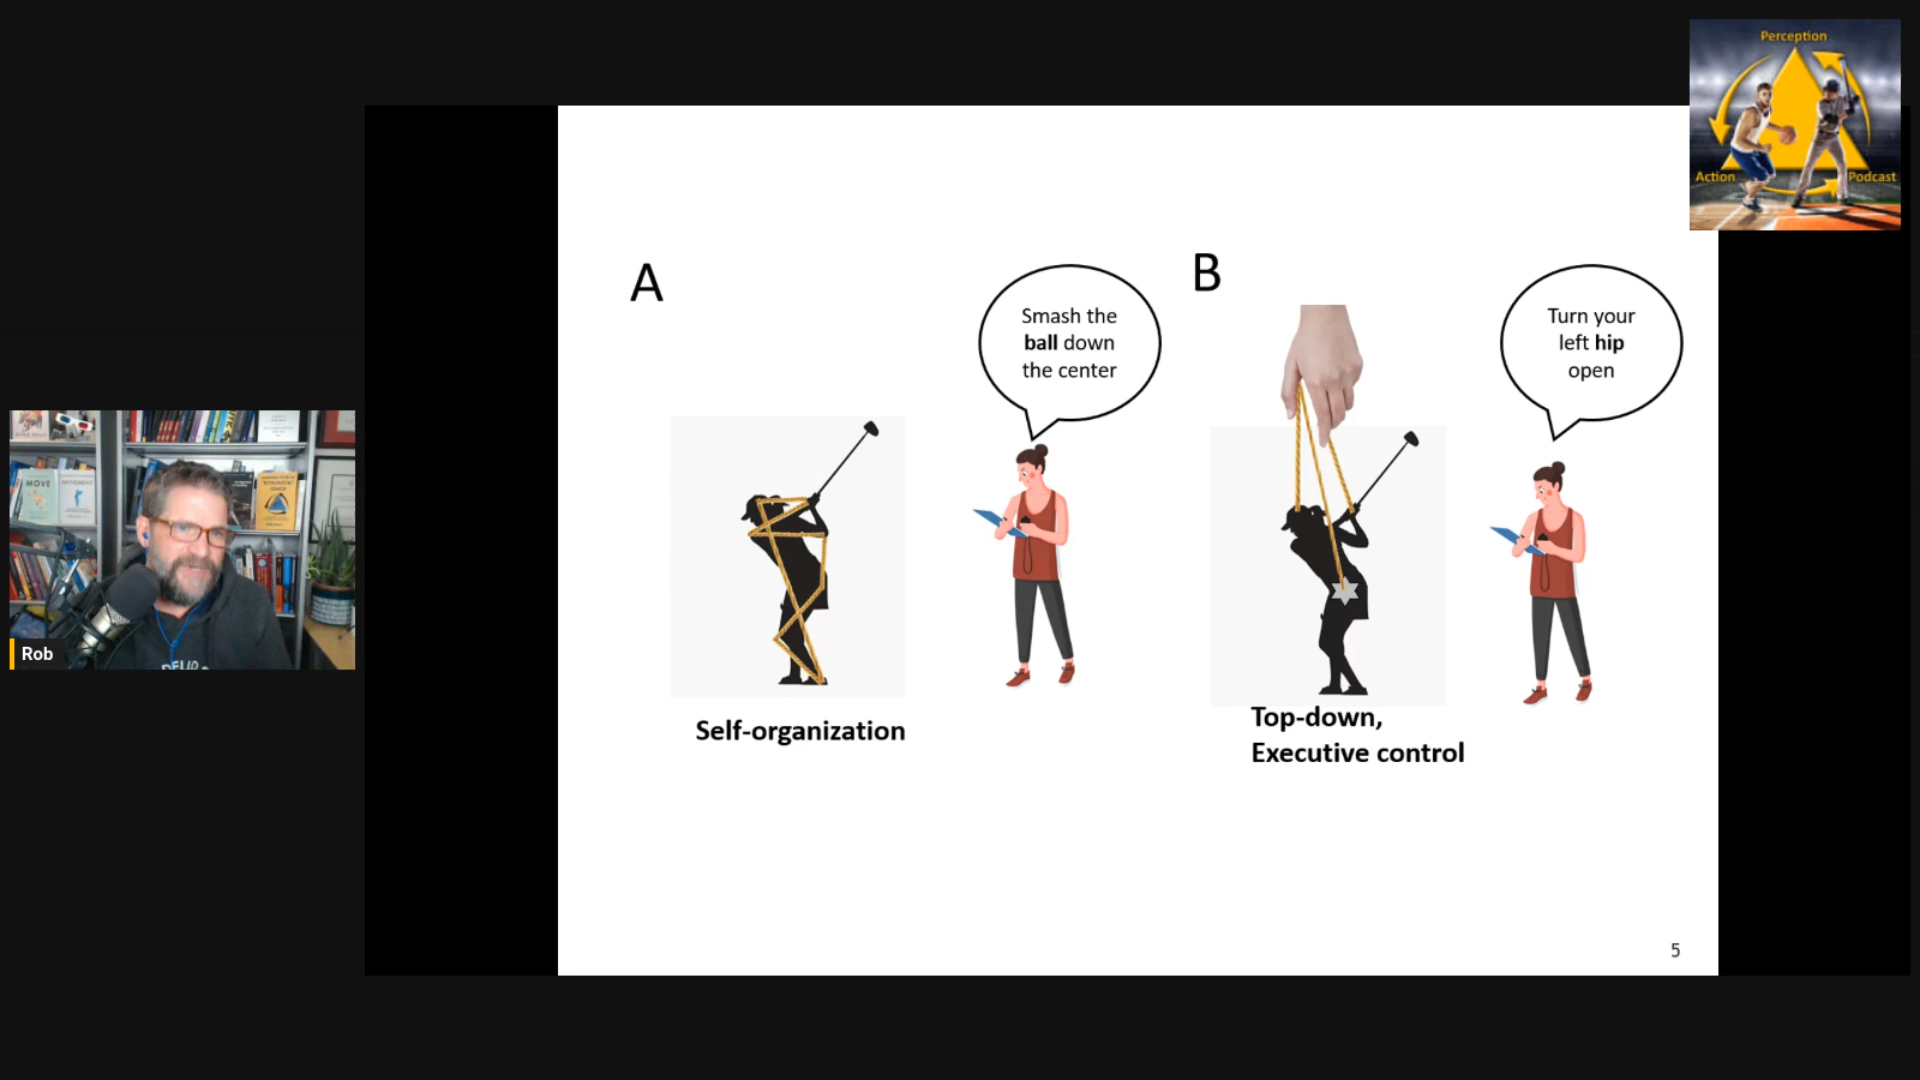 Perception
Action
Podcast
A
Smash the
ball down
the center
Self-organization
B
Turn your
left hip
open
Top-down,
Executive control
5
MOVE
Rob